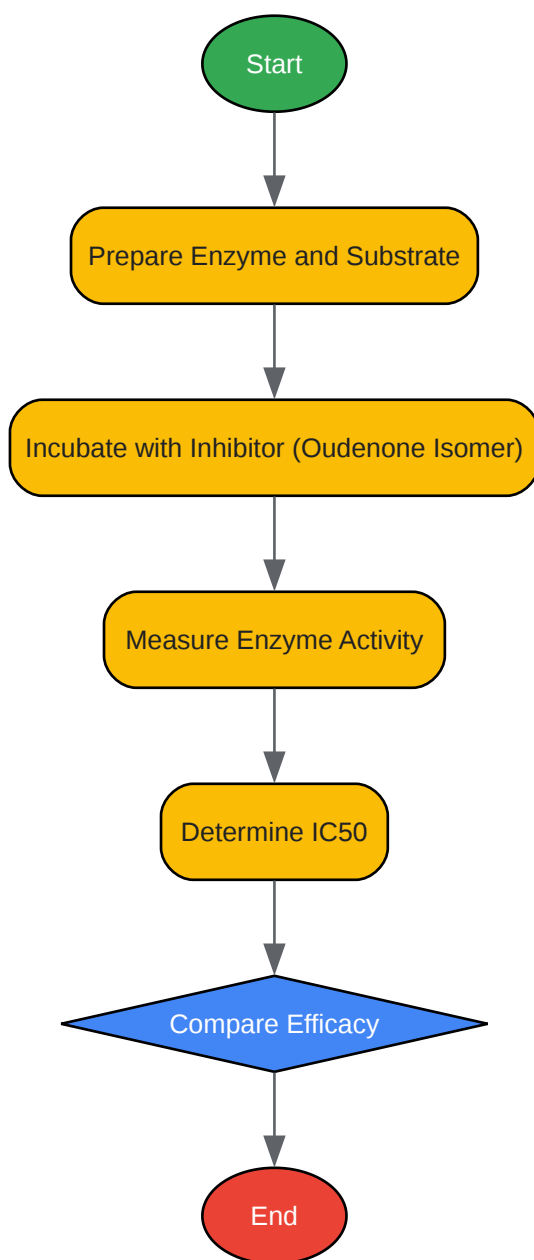 Start
Prepare Enzyme and Substrate
Incubate with Inhibitor (Oudenone Isomer)
Measure Enzyme Activity
Determine IC50
Compare Efficacy
End